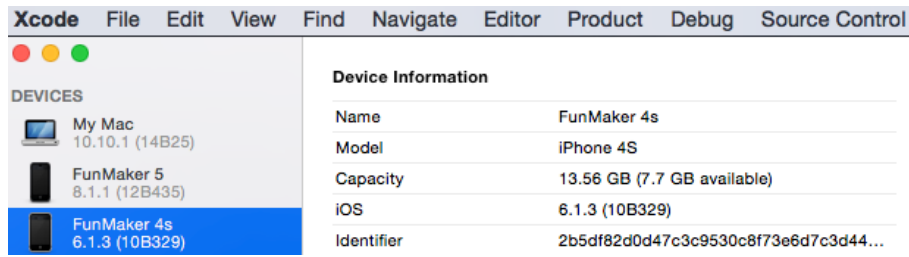 Xcode File Edit View Find Navigate Editor Product Debug Source Control
DEVICES
My Mac
10.10.1 (14B25)
FunMaker 5
8.1.1 (12B435)
FunMaker 4s
6.1.3 (10B329)
Device Information
Name FunMaker 4s
Model iPhone 4S
Capacity 13.56 GB (7.7 GB available)
iOS 6.1.3 (10B329)
Identifier 2b5df82d0d47c3c9530c8f73e6d7c3d44...